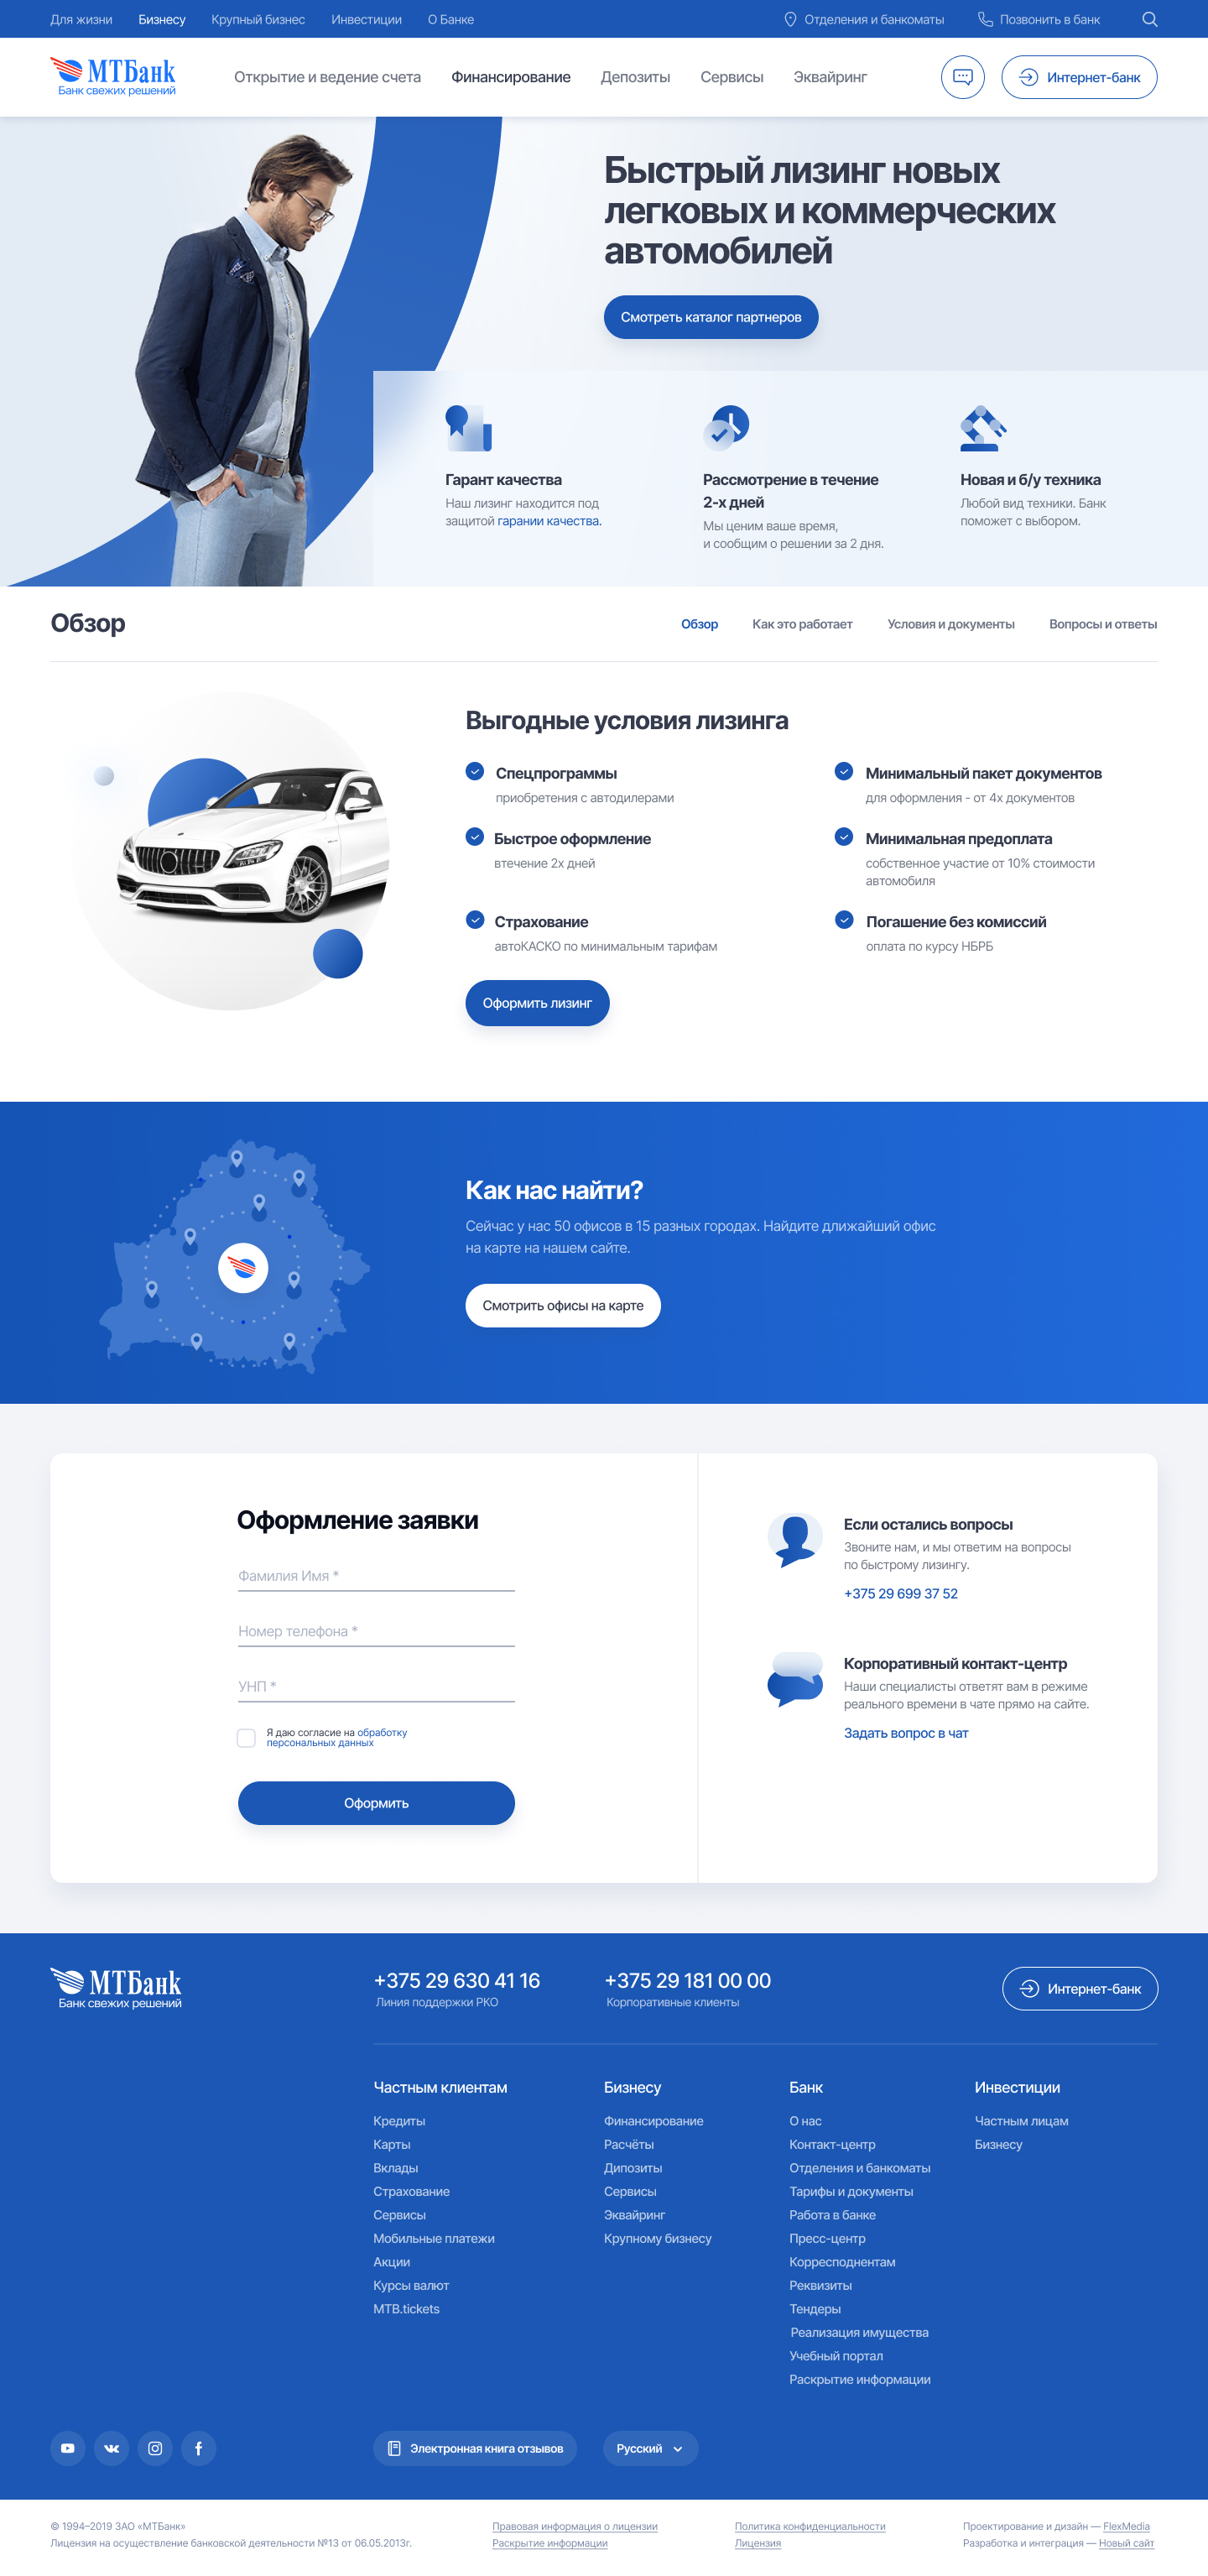 Для жизни
Бизнесу
Крупный бизнес
Инвестиции
О Банке
Отделения и банкоматы
Позвонить в банк
МТБанк
Банк свежих решений
Открытие и ведение счета
Финансирование
Депозиты
Сервисы
Эквайринг
Интернет-банк
Быстрый лизинг новых
легковых и коммерческих
автомобилей
Смотреть каталог партнеров
Гарант качества
Наш лизинг находится под
защитой гарании качества.
Рассмотрение в течение
2-х дней
Мы ценим ваше время,
и сообщим о решении за 2 дня.
Новая и б/у техника
Любой вид техники. Банк
поможет с выбором.
Обзор
Обзор
Как это работает
Условия и документы
Вопросы и ответы
Выгодные условия лизинга
Спецпрограммы
приобретения с автодилерами
Минимальный пакет документов
для оформления - от 4х документов
Быстрое оформление
втечение 2х дней
Минимальная предоплата
собственное участие от 10% стоимости
автомобиля
Страхование
автоКАСКО по минимальным тарифам
Погашение без комиссий
оплата по курсу НБРБ
Оформить лизинг
Как нас найти?
Сейчас у нас 50 офисов в 15 разных городах. Найдите длижайший офис
на карте на нашем сайте.
Смотрить офисы на карте
Оформление заявки
Фамилия Имя *
Номер телефона *
УНП *
Я даю согласие на обработку
персональных данных
Оформить
Если остались вопросы
Звоните нам, и мы ответим на вопросы
по быстрому лизингу.
+375 29 699 37 52
Корпоративный контакт-центр
Наши специалисты ответят вам в режиме
реального времени в чате прямо на сайте.
Задать вопрос в чат
МТБанк
Банк свежих решений
+375 29 630 41 16
Линия поддержки РКО
+375 29 181 00 00
Корпоративные клиенты
Интернет-банк
Частным клиентам
Кредиты
Карты
Вклады
Страхование
Сервисы
Мобильные платежи
Акции
Курсы валют
MTB.tickets
Бизнесу
Финансирование
Расчёты
Дипозиты
Сервисы
Эквайринг
Крупному бизнесу
Банк
О нас
Контакт-центр
Отделения и банкоматы
Тарифы и документы
Работа в банке
Пресс-центр
Корресподнентам
Реквизиты
Тендеры
Реализация имущества
Учебный портал
Раскрытие информации
Инвестиции
Частным лицам
Бизнесу
Электронная книга отзывов
Русский
© 1994–2019 ЗАО «МТБанк»
Лицензия на осуществление банковской деятельности №13 от 06.05.2013г.
Правовая информация о лицензии
Раскрытие информации
Политика конфиденциальности
Лицензия
Проектирование и дизайн — FlexMedia
Разработка и интеграция — Новый сайт